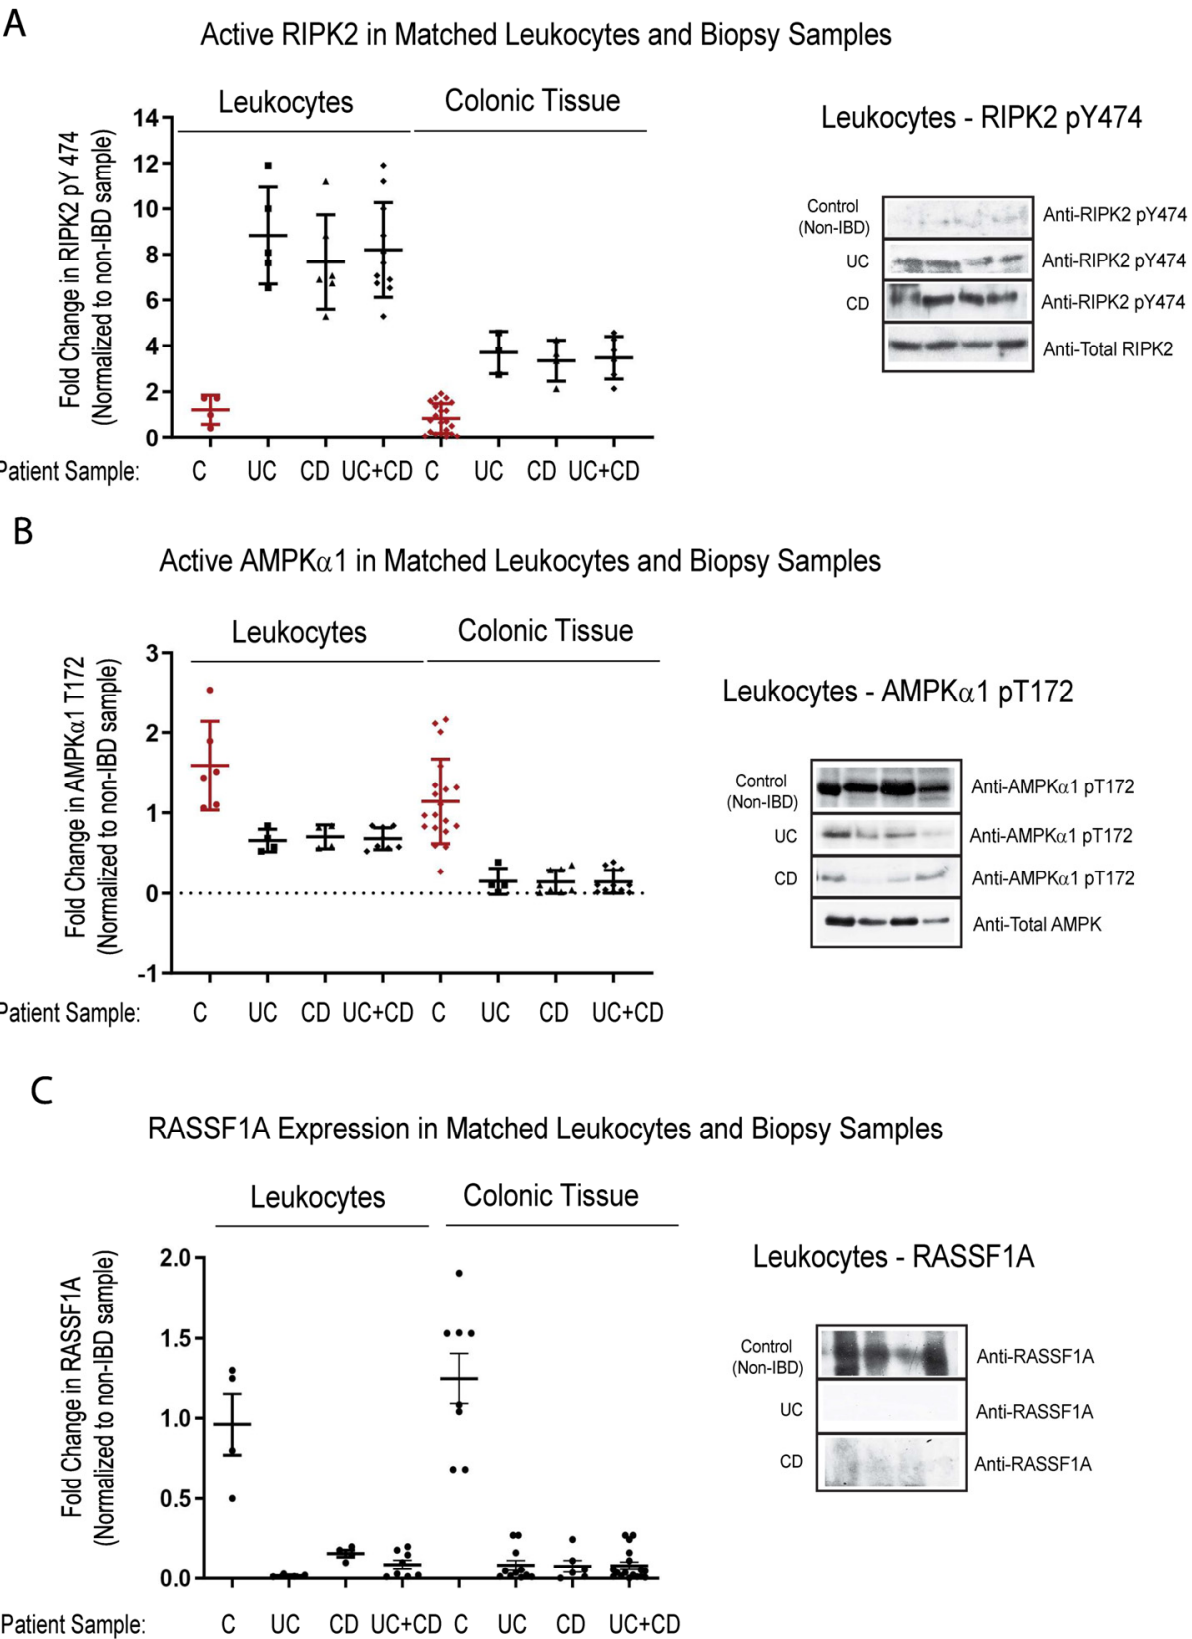 A
Active RIPK2 in Matched Leukocytes and Biopsy Samples
Leukocytes
Colonic Tissue
Fold Change in RIPK2 pY 474
(Normalized to non-IBD sample)
14
12
10
8
6
4
2
0
Patient Sample: C UC CD UC+CD C UC CD UC+CD
Leukocytes - RIPK2 pY474
Control
(Non-IBD)
Anti-RIPK2 pY474
UC
Anti-RIPK2 pY474
CD
Anti-RIPK2 pY474
Anti-Total RIPK2
B
Active AMPKα1 in Matched Leukocytes and Biopsy Samples
Leukocytes
Colonic Tissue
Fold Change in AMPKα1 T172
(Normalized to non-IBD sample)
3
2
1
0
-1
Patient Sample: C UC CD UC+CD C UC CD UC+CD
Leukocytes - AMPKα1 pT172
Control
(Non-IBD)
Anti-AMPKα1 pT172
UC
Anti-AMPKα1 pT172
CD
Anti-AMPKα1 pT172
Anti-Total AMPK
C
RASSF1A Expression in Matched Leukocytes and Biopsy Samples
Leukocytes
Colonic Tissue
Fold Change in RASSF1A
(Normalized to non-IBD sample)
2.0
1.5
1.0
0.5
0.0
Patient Sample: C UC CD UC+CD C UC CD UC+CD
Leukocytes - RASSF1A
Control
(Non-IBD)
Anti-RASSF1A
UC
Anti-RASSF1A
CD
Anti-RASSF1A